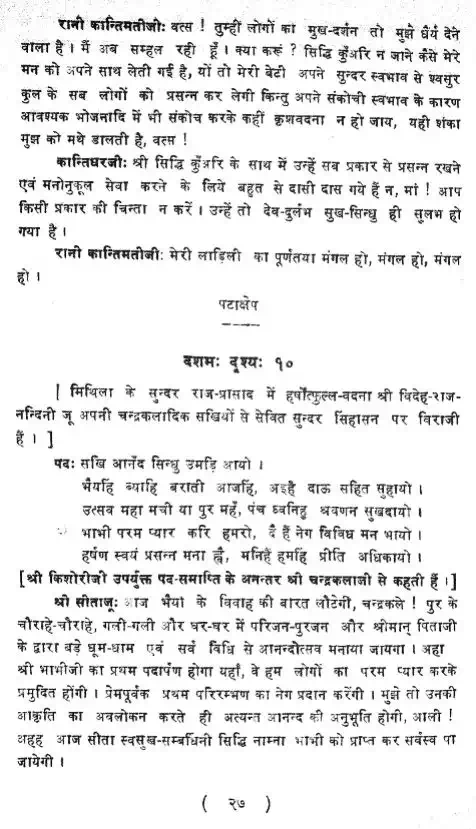 रानी कान्तिमतीजीः वत्स ! तुम्हीं लोगों का मुख-दर्शन तो मुझे धैर्य देने
वाला है । मैं अब सम्हल रही हूँ । क्या करूं ? सिद्धि कुँअरि न जाने कैसे मेरे
मन को अपने साथ लेती गई है, यों तो मेरी बेटी अपने सुन्दर स्वभाव से श्वसुर
कुल के सब लोगों को प्रसन्न कर लेगी किन्तु अपने संकोची स्वभाव के कारण
आवश्यक भोजनादि में भी संकोच करके कहीं कृशवदना न हो जाय, यही शंका
मुझ को मथे डालती है, वत्स !
कान्तिधरजीः श्री सिद्धि कुँअरि के साथ में उन्हें सब प्रकार से प्रसन्न रखने
एवं मनोनुकूल सेवा करने के लिये बहुत से दासी दास गये हैं न, मां ! आप
किसी प्रकार की चिन्ता न करें । उन्हें तो देव-दुर्लभ सुख-सिन्धु ही सुलभ हो
गया है ।
रानी कान्तिमतीजीः मेरी लाड़िली का पूर्णतया मंगल हो, मंगल हो, मंगल
हो ।
पटाक्षेप
दशमः दृश्यः १०
[ मिथिला के सुन्दर राज-प्रासाद में हर्षोत्फुल्ल-वदना श्री विदेह-राज-
नन्दिनी जू अपनी चन्द्रकलादिक सखियों से सेवित सुन्दर सिंहासन पर विराजी
हैं । ]
पदः सखि आनँद सिन्धु उमड़ि आयो ।
भैयहिं ब्याहि बराती आजहिं, अइहै दाऊ सहित सुहायो ।
उत्सव महा मची या पुर महँ, पंच ध्वनिहु श्रयणन सुखदायो ।
भाभी परम प्यार करि हमरो, दै हैं नेग विविध मन भायो ।
हर्षण स्वयं प्रसन्न मना ह्वै, मनिहैं हमहि प्रीति अधिकायो ।
[श्री किशोरीजी उपर्युक्त पद-समाप्ति के अनन्तर श्री चन्द्रकलाजी से कहती हैं ।]
श्री सीताजूः आज भैया के विवाह की बारत लौटेगी, चन्द्रकले ! पुर के
चौराहे-चौराहे, गली-गली और घर-घर में परिजन-पुरजन और श्रीमान् पिताजी
के द्वारा बड़े धूम-धाम एवं सर्व विधि से आनन्दोत्सव मनाया जायगा । अहा
श्री भाभीजी का प्रथम पदार्पण होगा यहाँ, वे हम लोगों का परम प्यार करके
प्रमुदित होंगी । प्रेमपूर्वक प्रथम परिरम्भण का नेग प्रदान करेंगी । मुझे तो उनकी
आकृति का अवलोकन करते ही अत्यन्त आनन्द की अनुभूति होगी, आली !
अहह आज सीता स्वसुख-सम्बधिनी सिद्धि नाम्ना भाभी को प्राप्त कर सर्वस्व पा
जायेगी ।
( २७ )